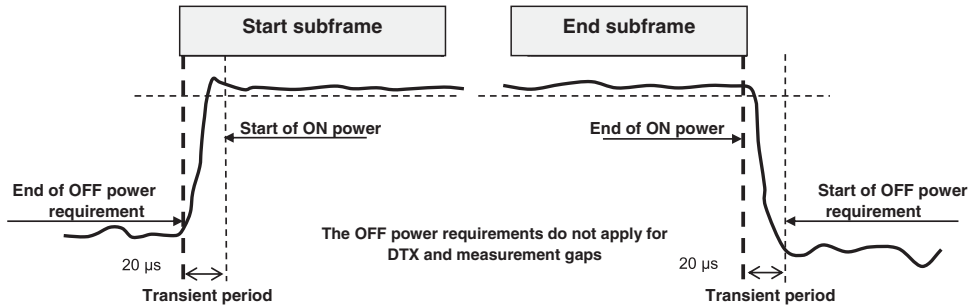 Start subframe
End subframe
Start of ON power
End of ON power
End of OFF power
requirement
Start of OFF power
requirement
The OFF power requirements do not apply for
DTX and measurement gaps
20 µs
20 µs
Transient period
Transient period